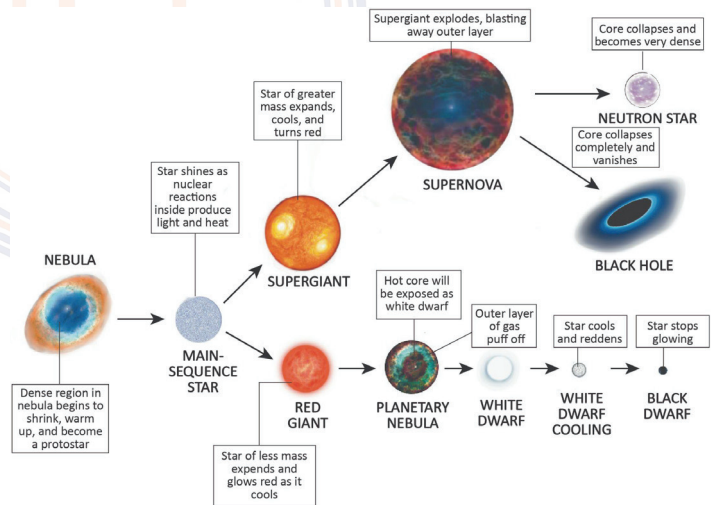 Supergiant explodes, blasting
away outer layer
Core collapses and
becomes very dense
Star of greater
mass expands,
cools, and
turns red
NEUTRON STAR
Core collapses
completely and
vanishes
SUPERNOVA
Star shines as
nuclear
reactions
inside produce
light and heat
NEBULA
SUPERGIANT
BLACK HOLE
Hot core will
be exposed as
white dwarf
Outer layer
of gas
puff off
Star cools
and reddens
Star stops
glowing
MAIN-
SEQUENCE
STAR
Dense region in
nebula begins to
shrink, warm
up, and become
a protostar
RED
GIANT
PLANETARY
NEBULA
WHITE
DWARF
WHITE
DWARF
COOLING
BLACK
DWARF
Star of less mass
expends and
glows red as it
cools